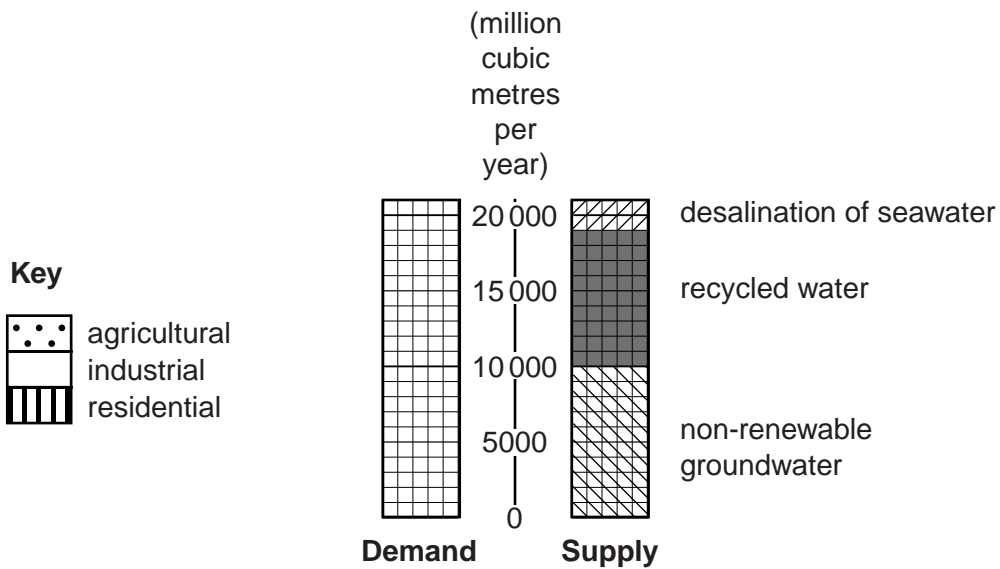 (million
cubic
metres
per
year)
20 000
desalination of seawater
Key
15 000
recycled water
agricultural
industrial
10 000
residential
5000
non-renewable
groundwater
0
Demand
Supply